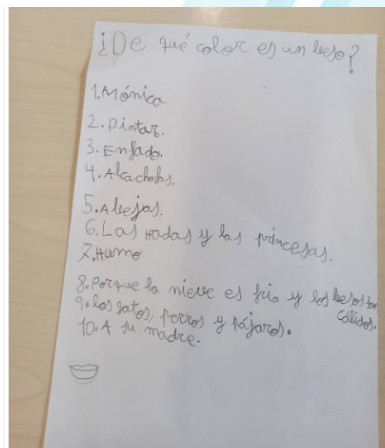 ¿De qué color es un beso?
1.Mónica
2.Pintar.
3.Enfado.
4.Alcachofas.
5.Abejas.
6.Las Hadas y las princesas.
7.Humo
8.Porque la nieve es fria y los besos son
cálidos.
9.los gatos, perros y pájaros.
10.A su madre.